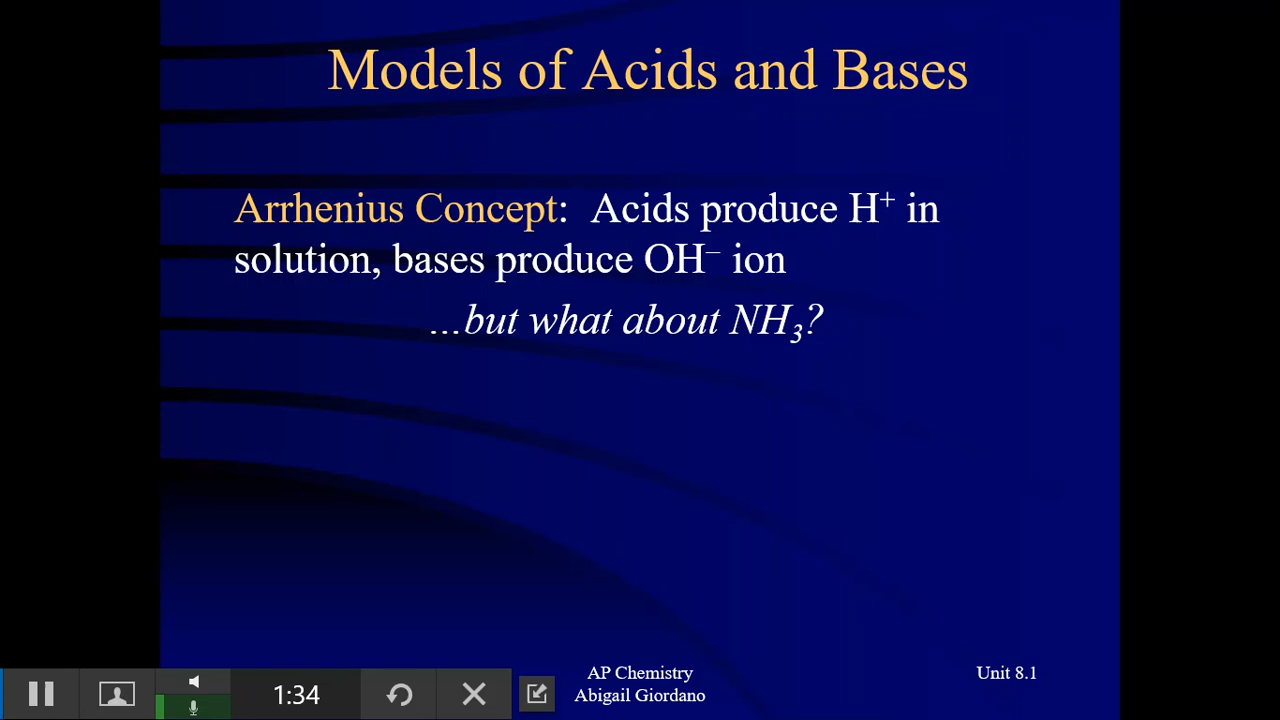 Models of Acids and Bases
Arrhenius Concept:  Acids produce H⁺ in
solution, bases produce OH⁻ ion
...but what about NH₃?
AP Chemistry
Abigail Giordano
Unit 8.1
1:34